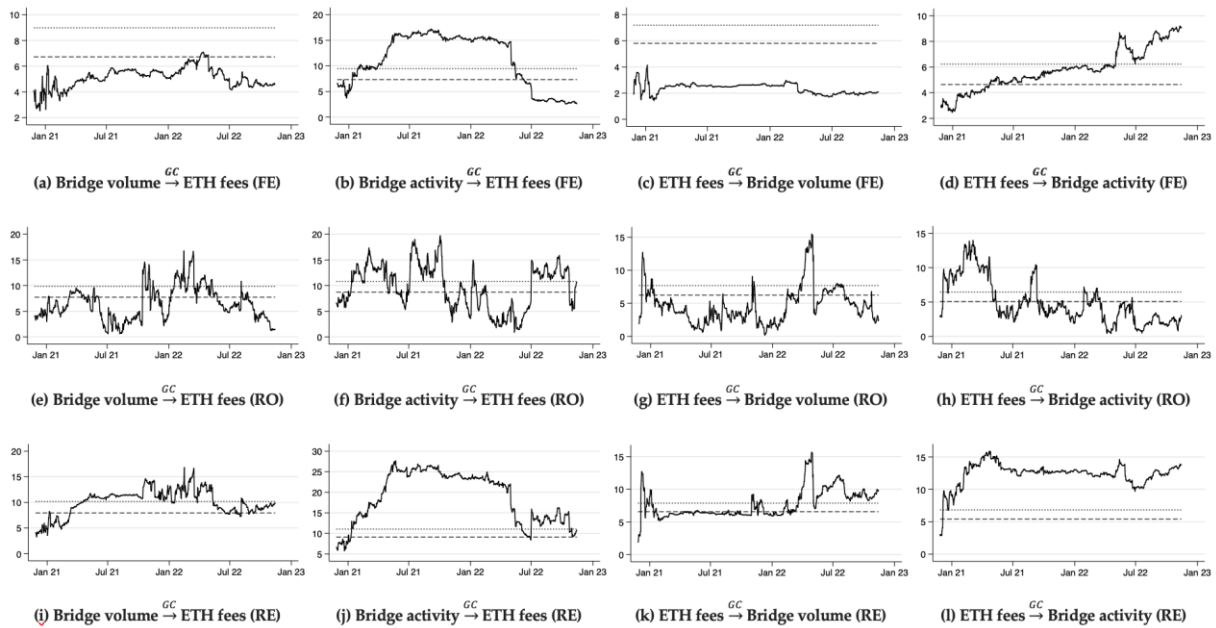 10
8
6
4
2
Jan 21 Jul 21 Jan 22 Jul 22 Jan 23
20
15
10
5
0
Jan 21 Jul 21 Jan 22 Jul 22 Jan 23
8
6
4
2
0
Jan 21 Jul 21 Jan 22 Jul 22 Jan 23
10
8
6
4
2
Jan 21 Jul 21 Jan 22 Jul 22 Jan 23
(a) Bridge volume GC→ ETH fees (FE)
(b) Bridge activity GC→ ETH fees (FE)
(c) ETH fees GC→ Bridge volume (FE)
(d) ETH fees GC→ Bridge activity (FE)
20
15
10
5
0
Jan 21 Jul 21 Jan 22 Jul 22 Jan 23
20
15
10
5
0
Jan 21 Jul 21 Jan 22 Jul 22 Jan 23
15
10
5
0
Jan 21 Jul 21 Jan 22 Jul 22 Jan 23
15
10
5
0
Jan 21 Jul 21 Jan 22 Jul 22 Jan 23
(e) Bridge volume GC→ ETH fees (RO)
(f) Bridge activity GC→ ETH fees (RO)
(g) ETH fees GC→ Bridge volume (RO)
(h) ETH fees GC→ Bridge activity (RO)
20
15
10
5
0
Jan 21 Jul 21 Jan 22 Jul 22 Jan 23
30
25
20
15
10
5
Jan 21 Jul 21 Jan 22 Jul 22 Jan 23
15
10
5
0
Jan 21 Jul 21 Jan 22 Jul 22 Jan 23
15
10
5
0
Jan 21 Jul 21 Jan 22 Jul 22 Jan 23
(i) Bridge volume GC→ ETH fees (RE)
(j) Bridge activity GC→ ETH fees (RE)
(k) ETH fees GC→ Bridge volume (RE)
(l) ETH fees GC→ Bridge activity (RE)